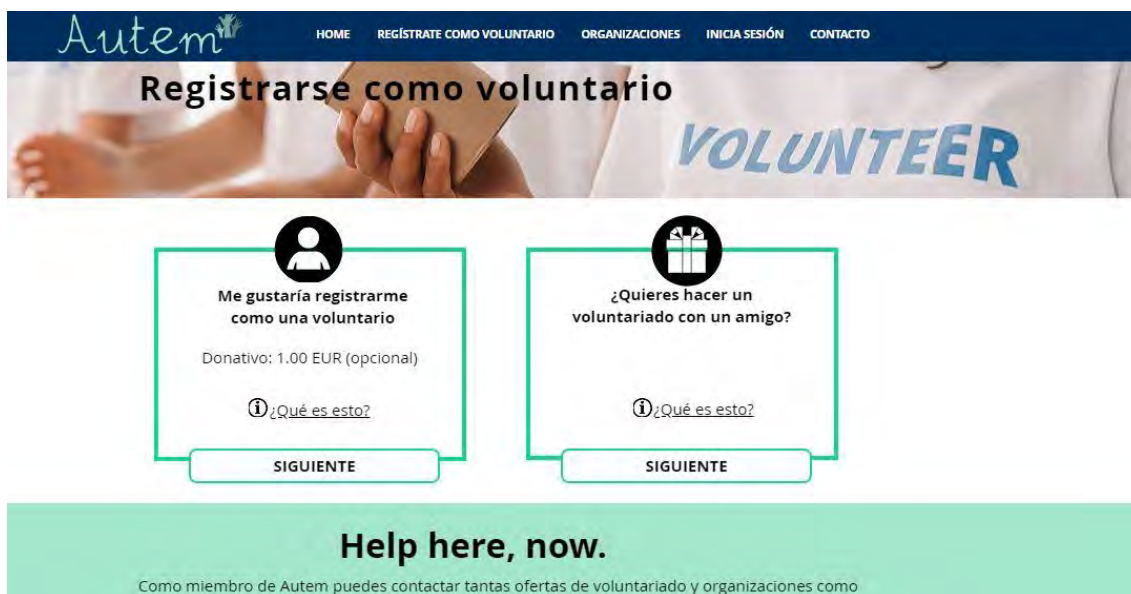 Autem
HOME REGÍSTRATE COMO VOLUNTARIO ORGANIZACIONES INICIA SESIÓN CONTACTO
Registrarse como voluntario
VOLUNTEER
Me gustaría registrarme
como una voluntario
Donativo: 1.00 EUR (opcional)
¿Qué es esto?
SIGUIENTE
¿Quieres hacer un
voluntariado con un amigo?
¿Qué es esto?
SIGUIENTE
Help here, now.
Como miembro de Autem puedes contactar tantas ofertas de voluntariado y organizaciones como